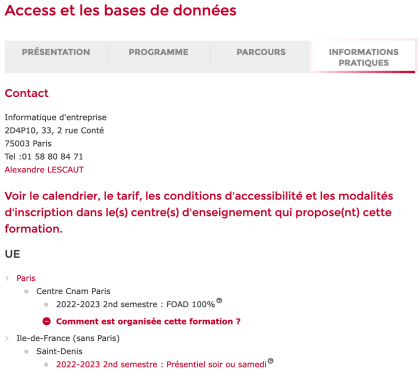 Access et les bases de données
PRÉSENTATION
PROGRAMME
PARCOURS
INFORMATIONS
PRATIQUES
Contact
Informatique d'entreprise
2D4P10, 33, 2 rue Conté
75003 Paris
Tel :01 58 80 84 71
Alexandre LESCAUT
Voir le calendrier, le tarif, les conditions d'accessibilité et les modalités
d'inscription dans le(s) centre(s) d'enseignement qui propose(nt) cette
formation.
UE
Paris
Centre Cnam Paris
2022-2023 2nd semestre : FOAD 100%
Comment est organisée cette formation ?
Ile-de-France (sans Paris)
Saint-Denis
2022-2023 2nd semestre : Présentiel soir ou samedi